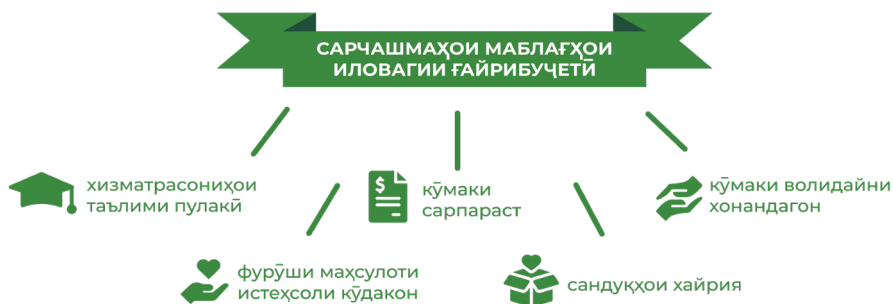 САРЧАШМАҲОИ МАБЛАҒҲОИ
ИЛОВАГИИ ҒАЙРИБУҶЕТӢ
хизматрасониҳои
таълими пулакӣ
кӯмаки
сарпараст
кӯмаки волидайни
хонандагон
фурӯши маҳсулоти
истеҳсоли кӯдакон
сандуқҳои хайрия